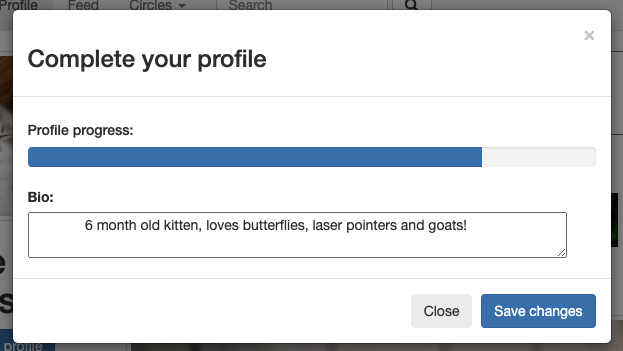 Profile Feed Circles Search
×
Complete your profile
Profile progress:
Bio:
6 month old kitten, loves butterflies, laser pointers and goats!
Close Save changes
profile